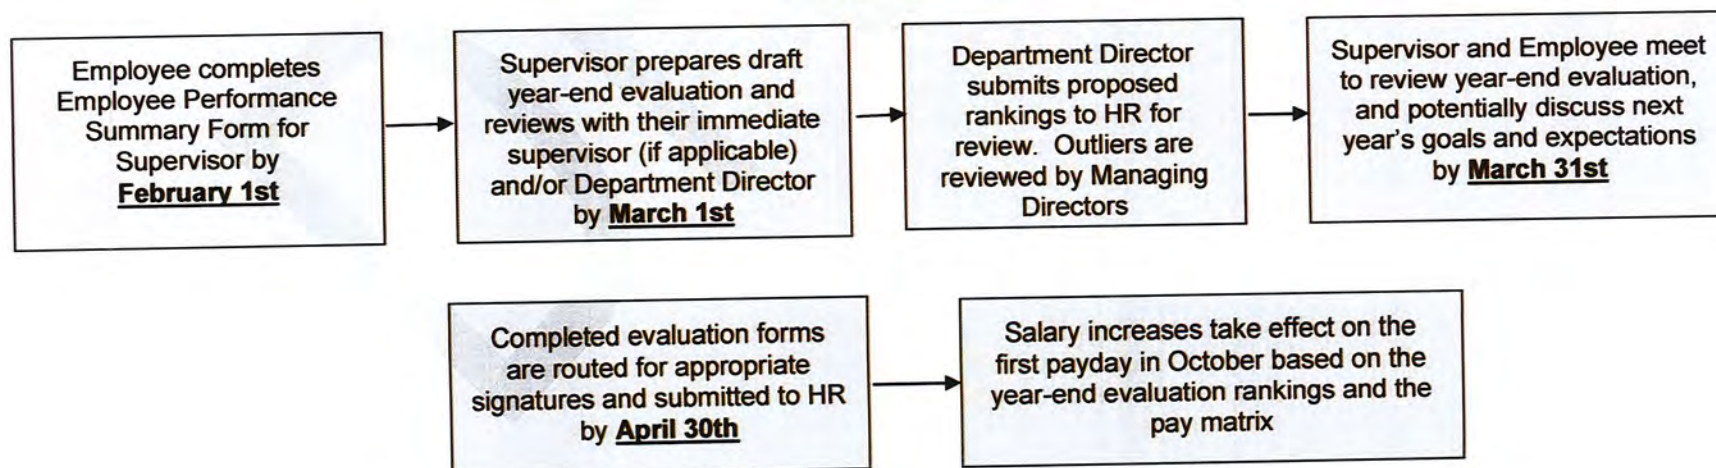 Employee completes
Employee Performance
Summary Form for
Supervisor by
February 1st
Supervisor prepares draft
year-end evaluation and
reviews with their immediate
supervisor (if applicable)
and/or Department Director
by March 1st
Department Director
submits proposed
rankings to HR for
review.  Outliers are
reviewed by Managing
Directors
Supervisor and Employee meet
to review year-end evaluation,
and potentially discuss next
year's goals and expectations
by March 31st
Completed evaluation forms
are routed for appropriate
signatures and submitted to HR
by April 30th
Salary increases take effect on the
first payday in October based on the
year-end evaluation rankings and the
pay matrix